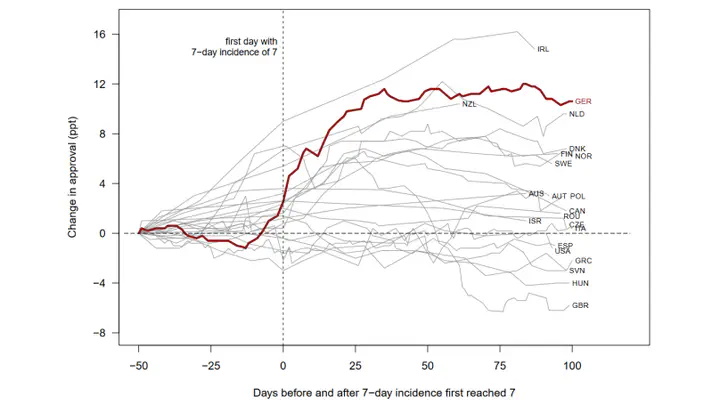 16
12
8
4
0
−4
−8
Change in approval (ppt)
first day with
7−day incidence of 7
IRL
GER
NZL
NLD
DNK
FIN NOR
SWE
AUS AUT POL
CAN
ROU
ISR
CZE
ITA
ESP
USA
GRC
SVN
HUN
GBR
−50 −25 0 25 50 75 100
Days before and after 7−day incidence first reached 7